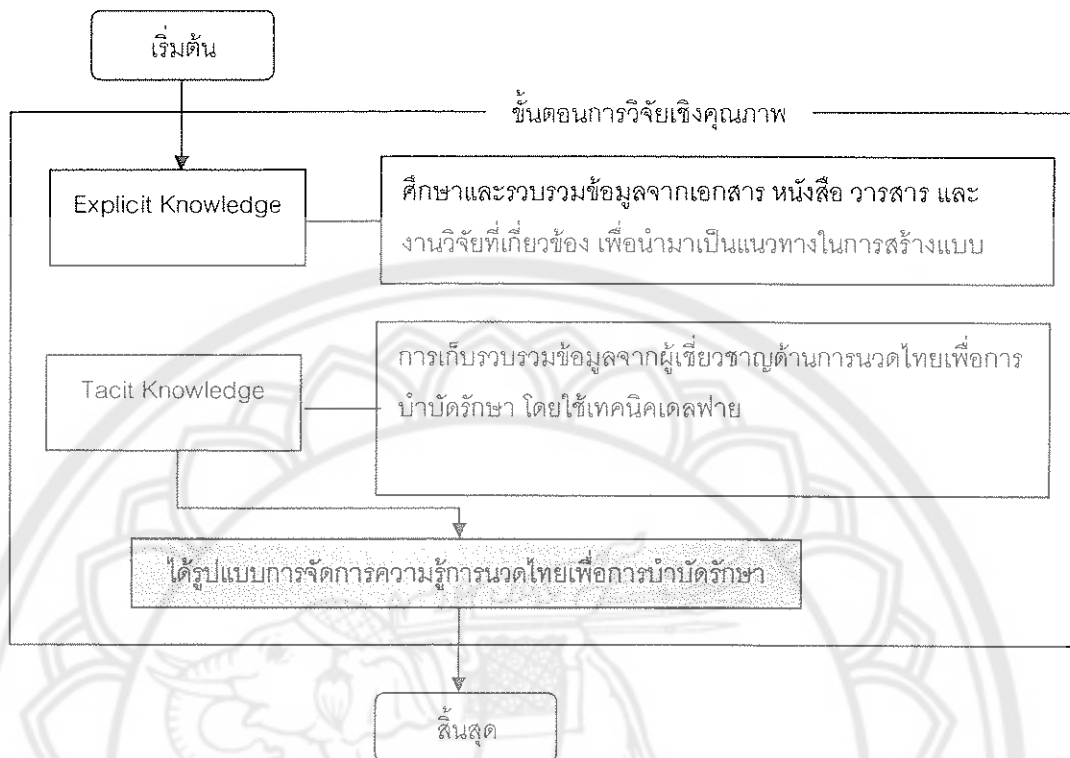 เริ่มต้น
ขั้นตอนการวิจัยเชิงคุณภาพ
Explicit Knowledge
ศึกษาและรวบรวมข้อมูลจากเอกสาร หนังสือ วารสาร และ
งานวิจัยที่เกี่ยวข้อง เพื่อนำมาเป็นแนวทางในการสร้างแบบ
Tacit Knowledge
การเก็บรวบรวมข้อมูลจากผู้เชี่ยวชาญด้านการนวดไทยเพื่อการ
บำบัดรักษา โดยใช้เทคนิคเดลฟาย
ได้รูปแบบการจัดการความรู้การนวดไทยเพื่อการบำบัดรักษา
สิ้นสุด